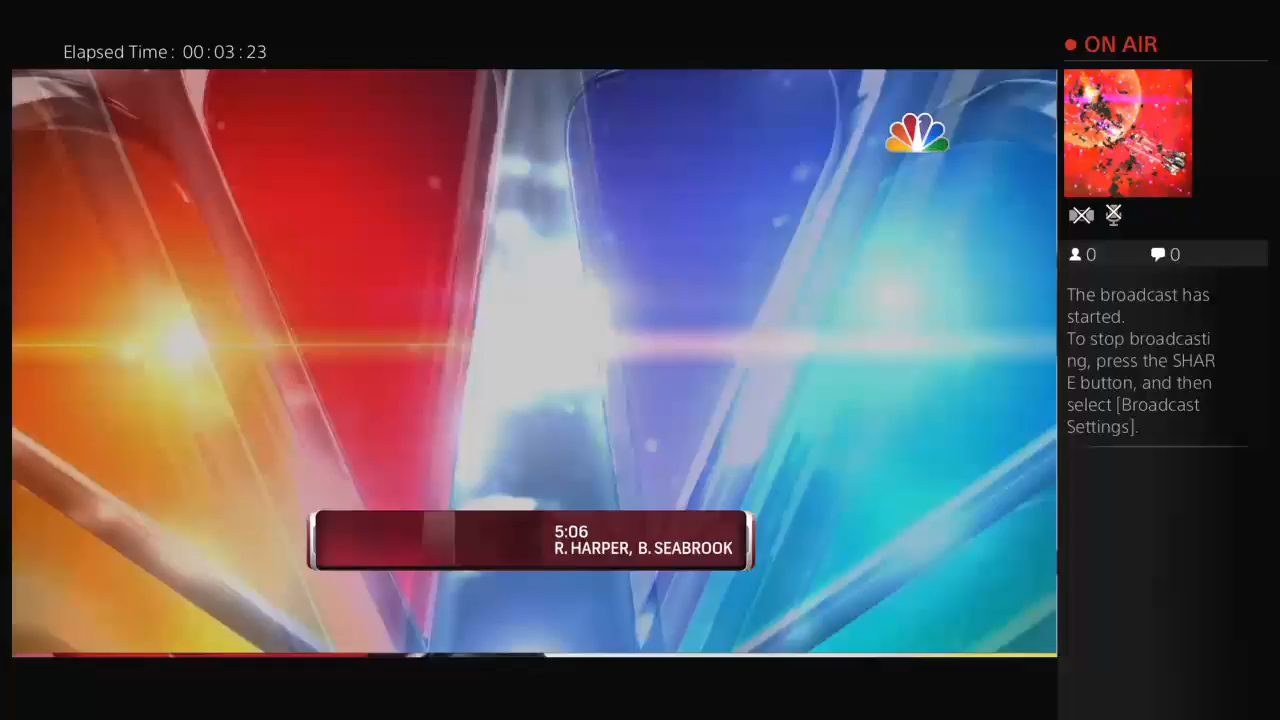 Elapsed Time: 00:03:23
ON AIR
5:06
R. HARPER, B. SEABROOK
0
0
The broadcast has
started.
To stop broadcasti
ng, press the SHAR
E button, and then
select [Broadcast
Settings].